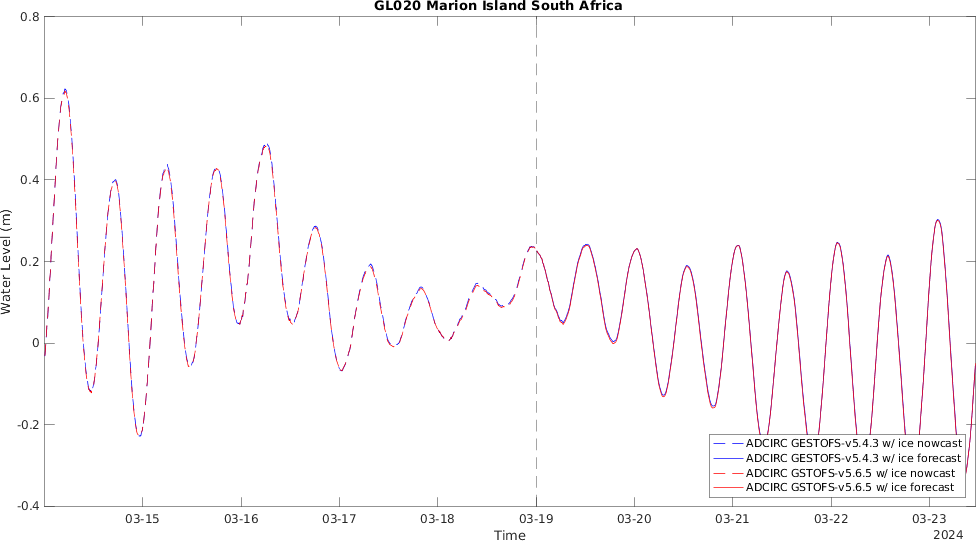 GL020 Marion Island South Africa
0.8
0.6
0.4
0.2
0
-0.2
-0.4
Water Level (m)
ADCIRC GESTOFS-v5.4.3 w/ ice nowcast
ADCIRC GESTOFS-v5.4.3 w/ ice forecast
ADCIRC GSTOFS-v5.6.5 w/ ice nowcast
ADCIRC GSTOFS-v5.6.5 w/ ice forecast
03-15 03-16 03-17 03-18 03-19 03-20 03-21 03-22 03-23
Time
2024